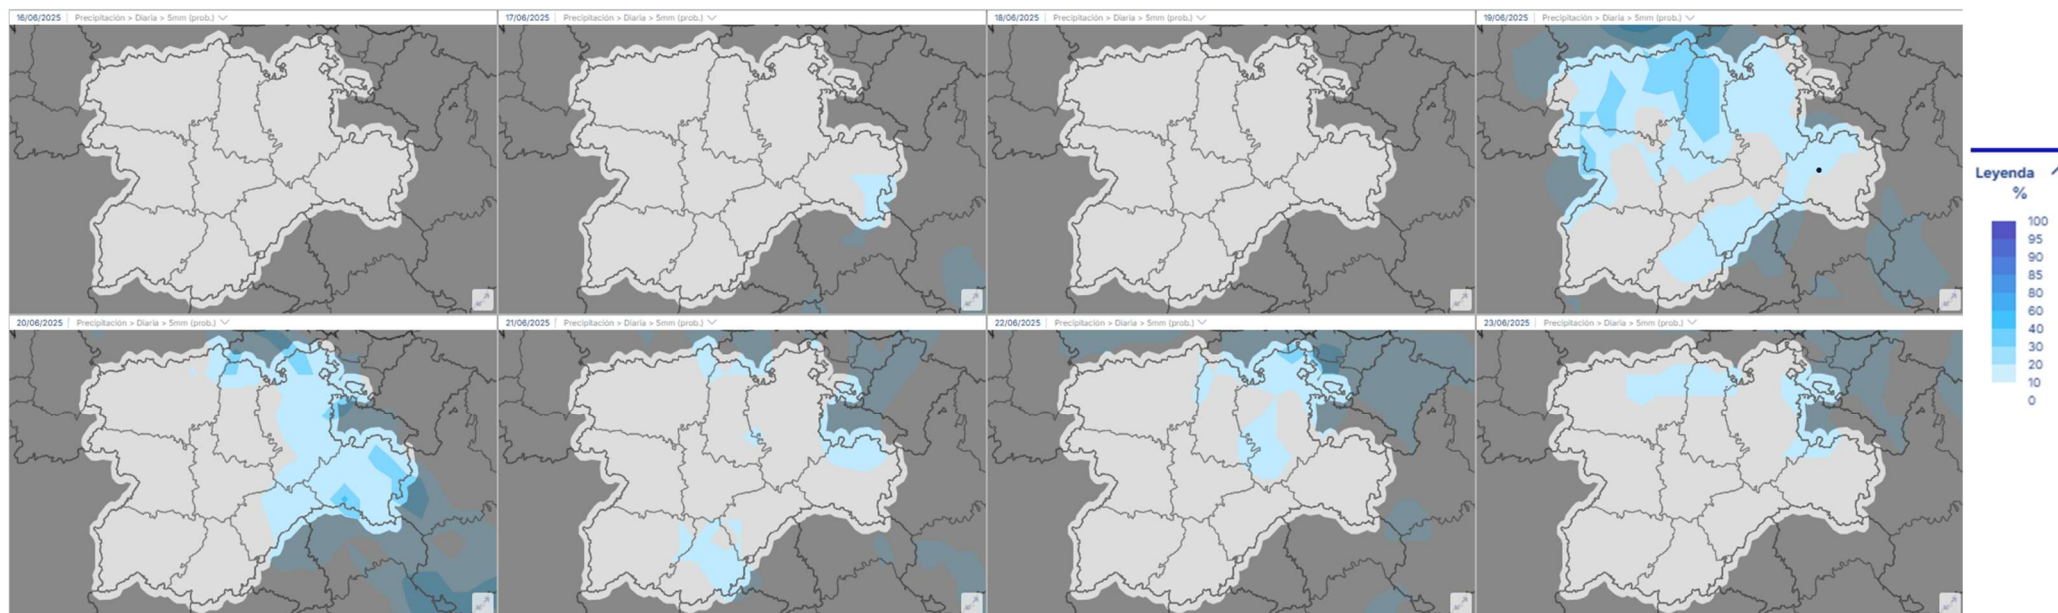 16/06/2025 | Precipitación > Diaria > 5mm (prob.)
17/06/2025 | Precipitación > Diaria > 5mm (prob.)
18/06/2025 | Precipitación > Diaria > 5mm (prob.)
19/06/2025 | Precipitación > Diaria > 5mm (prob.)
Leyenda
%
100
95
90
85
80
60
40
30
20
10
0
20/06/2025 | Precipitación > Diaria > 5mm (prob.)
21/06/2025 | Precipitación > Diaria > 5mm (prob.)
22/06/2025 | Precipitación > Diaria > 5mm (prob.)
23/06/2025 | Precipitación > Diaria > 5mm (prob.)